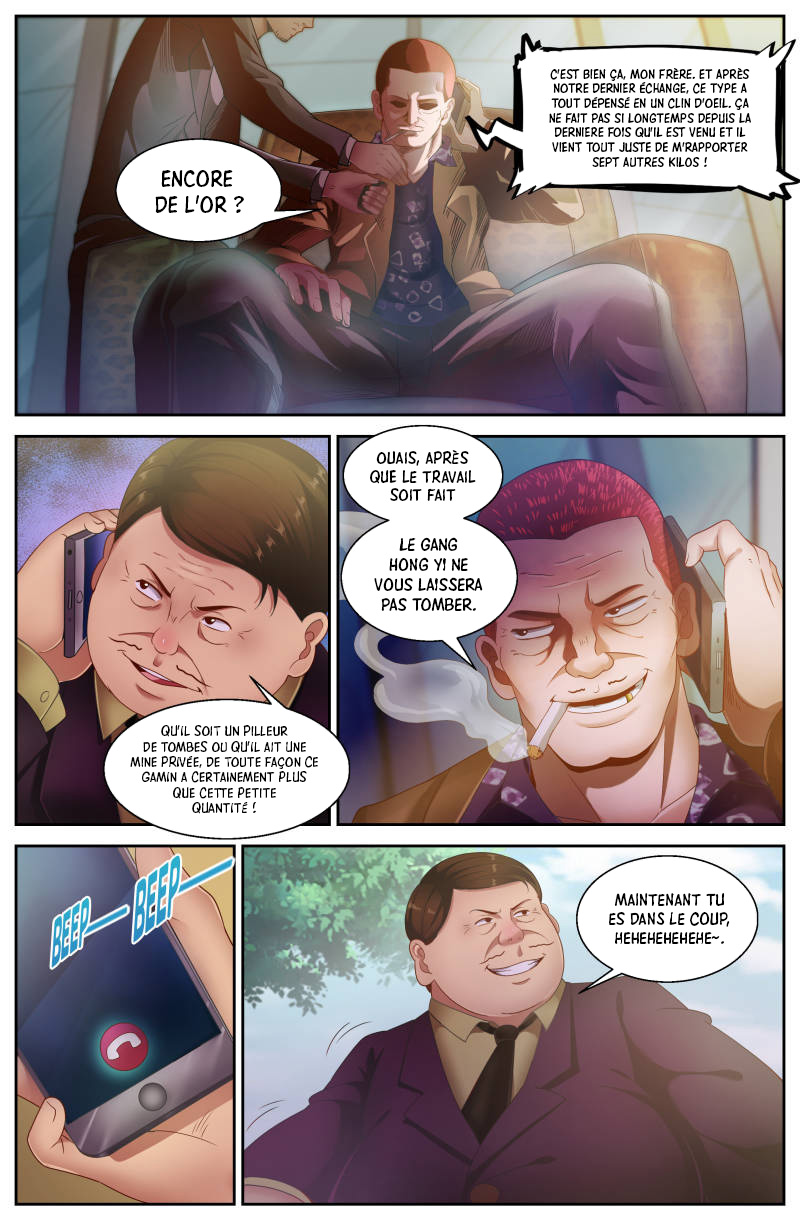 C'EST BIEN ÇA, MON FRÈRE. ET APRÈS
NOTRE DERNIER ÉCHANGE, CE TYPE A
TOUT DÉPENSÉ EN UN CLIN D'OEIL. ÇA
NE FAIT PAS SI LONGTEMPS DEPUIS LA
DERNIERE FOIS QU'IL EST VENU ET IL
VIENT TOUT JUSTE DE M'RAPPORTER
SEPT AUTRES KILOS !
ENCORE
DE L'OR ?
QU'IL SOIT UN PILLEUR
DE TOMBES OU QU'IL AIT UNE
MINE PRIVÉE, DE TOUTE FAÇON CE
GAMIN A CERTAINEMENT PLUS
QUE CETTE PETITE
QUANTITÉ !
OUAIS, APRÈS
QUE LE TRAVAIL
SOIT FAIT
LE GANG
HONG YI NE
VOUS LAISSERA
PAS TOMBER.
BEEP— BEEP—
MAINTENANT TU
ES DANS LE COUP,
HEHEHEHEHEHE~.